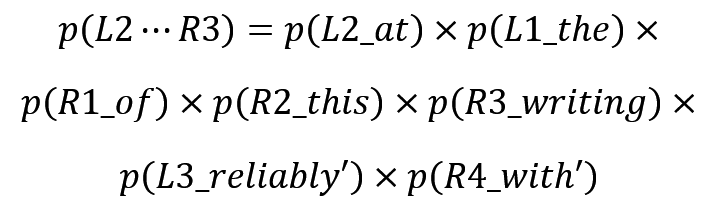 p(L2 ⋯ R3) = p(L2_at) × p(L1_the) ×
p(R1_of) × p(R2_this) × p(R3_writing) ×
p(L3_reliably′) × p(R4_with′)